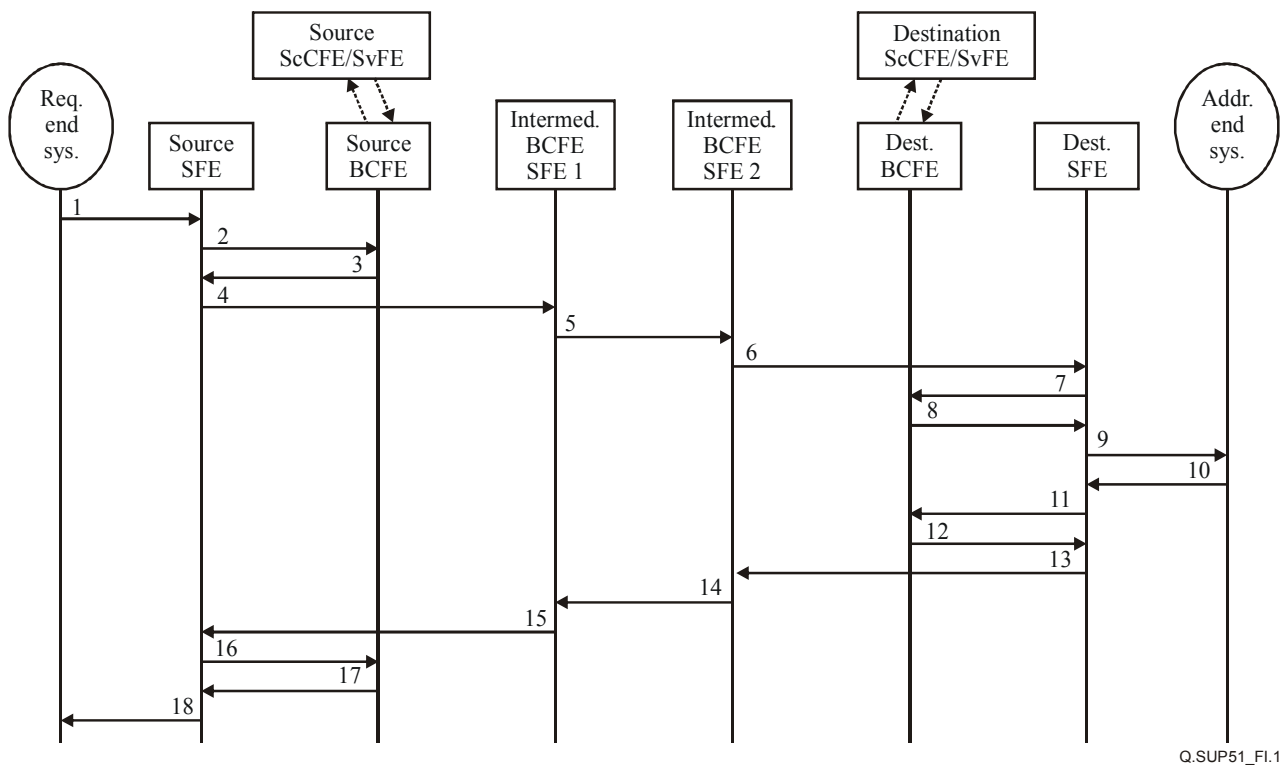 Source
ScCFE/SvFE
Destination
ScCFE/SvFE
Req.
end
sys.
Source
SFE
Source
BCFE
Intermed.
BCFE
SFE 1
Intermed.
BCFE
SFE 2
Dest.
BCFE
Dest.
SFE
Addr.
end
sys.
1
2
3
4
5
6
7
8
9
10
11
12
13
14
15
16
17
18
Q.SUP51_FI.1